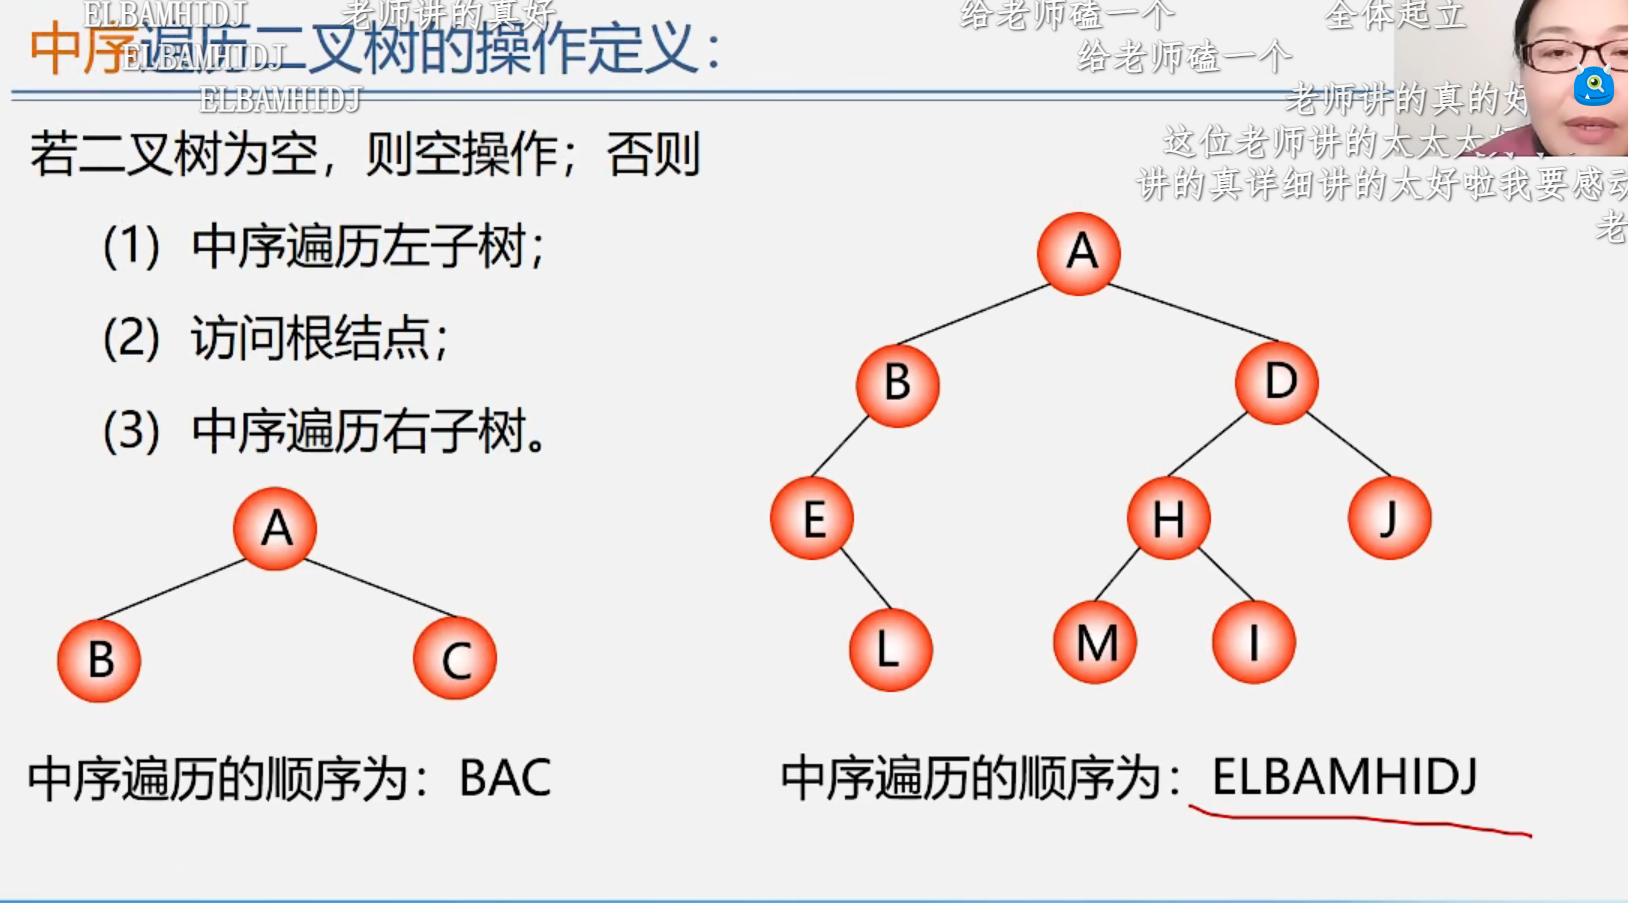 ELBAMHIDJ 老师讲的真好 给老师磕一个 全体起立
中序遍历二叉树的操作定义：
ELBAMHIDJ 给老师磕一个
ELBAMHIDJ 老师讲的真的好
这位老师讲的太太太
讲的真详细讲的太好啦我要感动
老
若二叉树为空，则空操作；否则
(1) 中序遍历左子树；
(2) 访问根结点；
(3) 中序遍历右子树。
A
B C
中序遍历的顺序为：BAC
A
B D
E H J
L M I
中序遍历的顺序为：ELBAMHIDJ